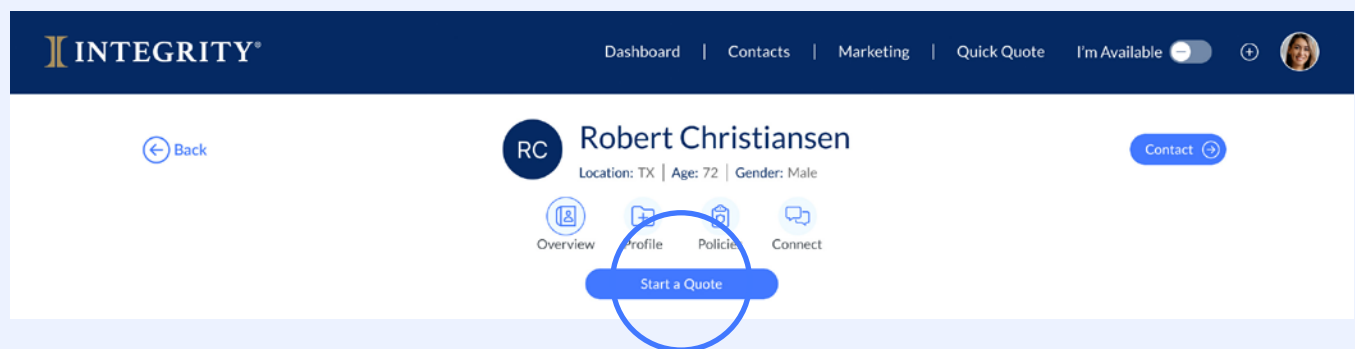 INTEGRITY®
Dashboard | Contacts | Marketing | Quick Quote I'm Available
Back
RC Robert Christiansen
Contact
Location: TX | Age: 72 | Gender: Male
Overview Profile Policies Connect
Start a Quote